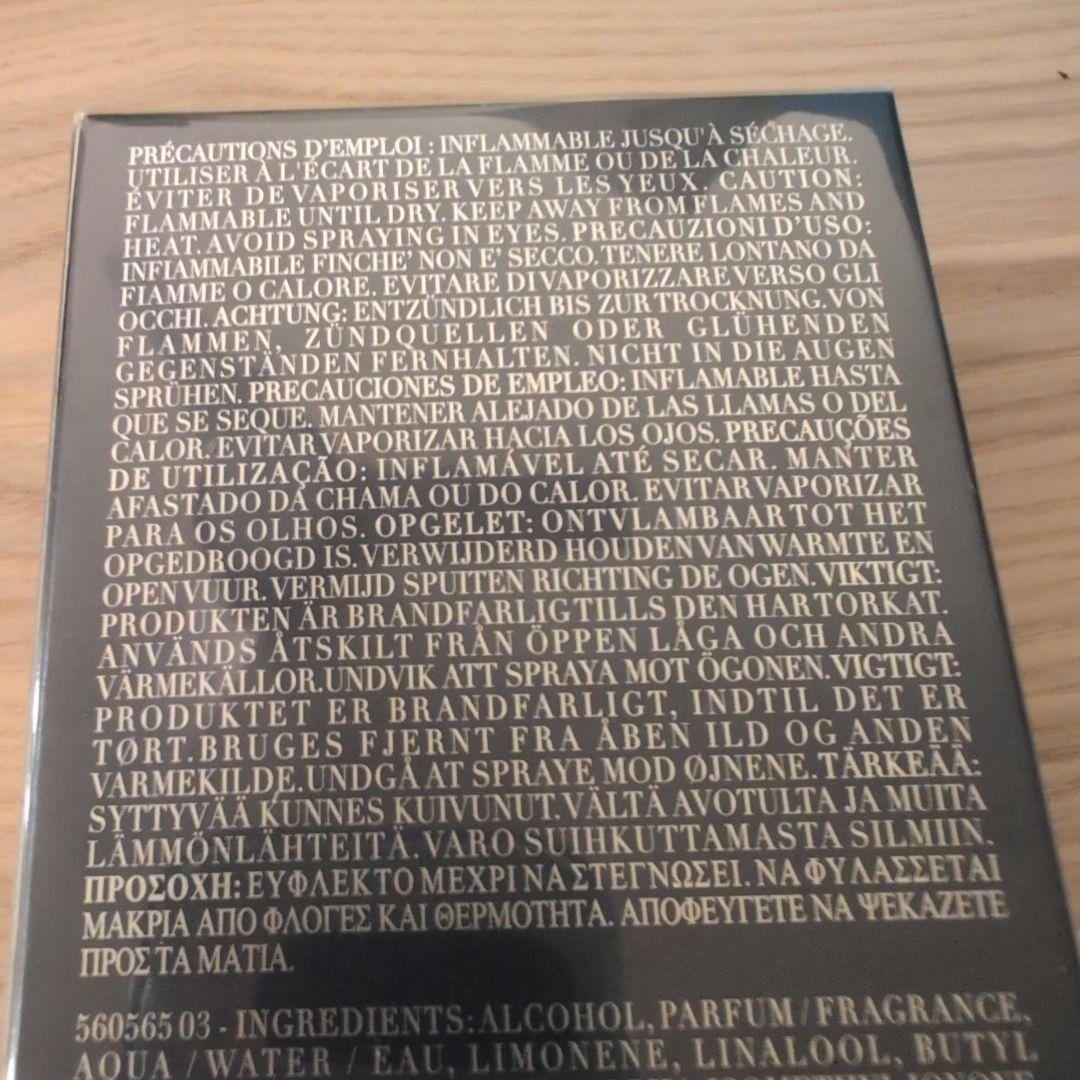 PRÉCAUTIONS D'EMPLOI : INFLAMMABLE JUSQU'À SÉCHAGE.
UTILISER À L'ÉCART DE LA FLAMME OU DE LA CHALEUR.
ÉVITER DE VAPORISER VERS LES YEUX. CAUTION:
FLAMMABLE UNTIL DRY. KEEP AWAY FROM FLAMES AND
HEAT. AVOID SPRAYING IN EYES. PRECAUZIONI D'USO:
INFIAMMABILE FINCHE' NON E' SECCO. TENERE LONTANO DA
FIAMME O CALORE. EVITARE DI VAPORIZZARE VERSO GLI
OCCHI. ACHTUNG: ENTZÜNDLICH BIS ZUR TROCKNUNG. VON
FLAMMEN, ZÜNDQUELLEN ODER GLÜHENDEN
GEGENSTÄNDEN FERNHALTEN. NICHT IN DIE AUGEN
SPRÜHEN. PRECAUCIONES DE EMPLEO: INFLAMABLE HASTA
QUE SE SEQUE. MANTENER ALEJADO DE LAS LLAMAS O DEL
CALOR. EVITAR VAPORIZAR HACIA LOS OJOS. PRECAUÇÕES
DE UTILIZAÇÃO: INFLAMÁVEL ATÉ SECAR. MANTER
AFASTADO DA CHAMA OU DO CALOR. EVITAR VAPORIZAR
PARA OS OLHOS. OPGELET: ONTVLAMBAAR TOT HET
OPGEDROOGD IS. VERWIJDERD HOUDEN VAN WARMTE EN
OPEN VUUR. VERMIJD SPUITEN RICHTING DE OGEN. VIKTIGT:
PRODUKTEN ÄR BRANDFARLIG TILLS DEN HAR TORKAT.
ANVÄNDS ÅTSKILT FRÅN ÖPPEN LÅGA OCH ANDRA
VÄRMEKÄLLOR. UNDVIK ATT SPRAYA MOT ÖGONEN. VIGTIGT:
PRODUKTET ER BRANDFARLIGT, INDTIL DET ER
TØRT. BRUGES FJERNT FRA ÅBEN ILD OG ANDEN
VARMEKILDE. UNDGÅ AT SPRAYE MOD ØJNENE. TÄRKEÄÄ:
SYTTYVÄÄ KUNNES KUIVUNUT. VÄLTÄ AVOTULTA JA MUITA
LÄMMÖNLÄHTEITÄ. VARO SUIHKUTTAMASTA SILMIIN.
ΠΡΟΣΟΧΗ: ΕΥΦΛΕΚΤΟ ΜΕΧΡΙ ΝΑ ΣΤΕΓΝΩΣΕΙ. ΝΑ ΦΥΛΑΣΣΕΤΑΙ
ΜΑΚΡΙΑ ΑΠΟ ΦΛΟΓΕΣ ΚΑΙ ΘΕΡΜΟΤΗΤΑ. ΑΠΟΦΕΥΓΕΤΕ ΝΑ ΨΕΚΑΖΕΤΕ
ΠΡΟΣ ΤΑ ΜΑΤΙΑ.
560565 03 - INGREDIENTS: ALCOHOL, PARFUM / FRAGRANCE,
AQUA / WATER / EAU, LIMONENE, LINALOOL, BUTYL